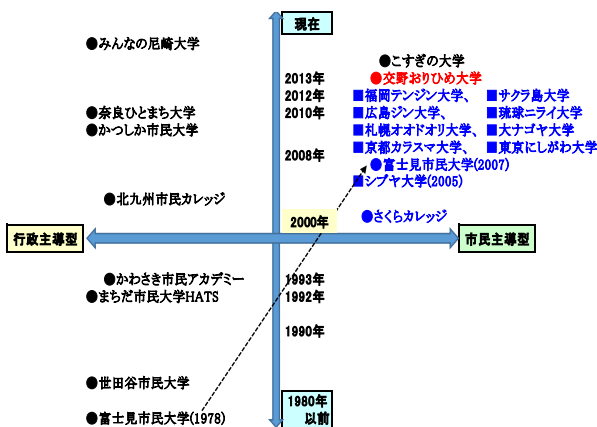 現在
●みんなの尼崎大学
●こすぎの大学
2013年
●交野おりひめ大学
2012年
■福岡テンジン大学、 ■サクラ島大学
●奈良ひとまち大学
2010年
■広島ジン大学、 ■琉球ニライ大学
●かつしか市民大学
■札幌オオドオリ大学、 ■大ナゴヤ大学
■京都カラスマ大学、 ■東京にしがわ大学
2008年
●富士見市民大学(2007)
■シブヤ大学(2005)
●北九州市民カレッジ
2000年
●さくらカレッジ
行政主導型
市民主導型
●かわさき市民アカデミー
1993年
●まちだ市民大学HATS
1992年
1990年
●世田谷市民大学
1980年
以前
●富士見市民大学(1978)